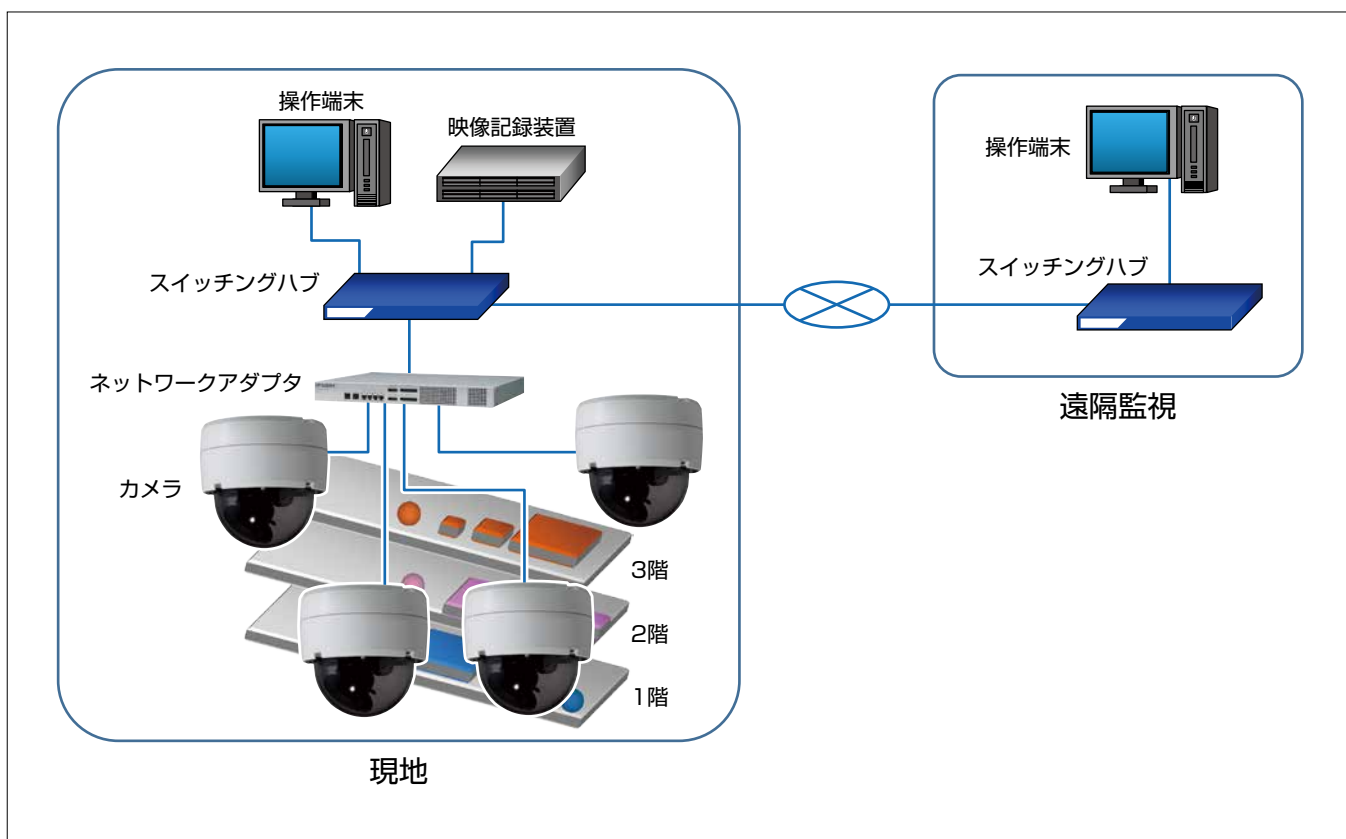 操作端末
映像記録装置
スイッチングハブ
ネットワークアダプタ
カメラ
3階
2階
1階
現地
操作端末
スイッチングハブ
遠隔監視